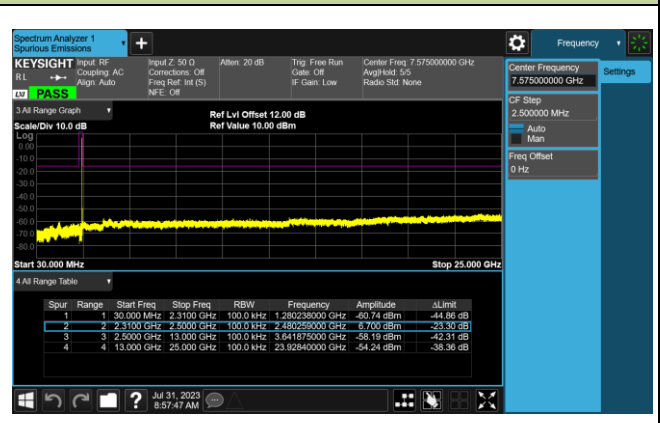 Spectrum Analyzer 1
Spurious Emissions
Frequency
KEYSIGHT Input: RF Input Z: 50 Ω Atten: 20 dB Trig: Free Run Center Freq: 7.575000000 GHz
RL Coupling: AC Corrections: Off Gate: Off Avg|Hold: 5/5
Align: Auto Freq Ref: Int (S) IF Gain: Low Radio Std: None
NFE: Off
LXI PASS
Center Frequency
7.575000000 GHz
Settings
CF Step
2.500000 MHz
Auto
Man
Freq Offset
0 Hz
3 All Range Graph
Ref Lvl Offset 12.00 dB
Scale/Div 10.0 dB Ref Value 10.00 dBm
Log
0.00
-10.0
-20.0
-30.0
-40.0
-50.0
-60.0
-70.0
-80.0
Start 30.000 MHz Stop 25.000 GHz
4 All Range Table
Spur Range Start Freq Stop Freq RBW Frequency Amplitude ΔLimit
1 1 30.000 MHz 2.3100 GHz 100.0 kHz 1.280238000 GHz -60.74 dBm -44.86 dB
2 2 2.3100 GHz 2.5000 GHz 100.0 kHz 2.480259000 GHz 6.700 dBm -23.30 dB
3 3 2.5000 GHz 13.000 GHz 100.0 kHz 3.641875000 GHz -58.19 dBm -42.31 dB
4 4 13.000 GHz 25.000 GHz 100.0 kHz 23.92840000 GHz -54.24 dBm -38.36 dB
Jul 31, 2023
8:57:47 AM